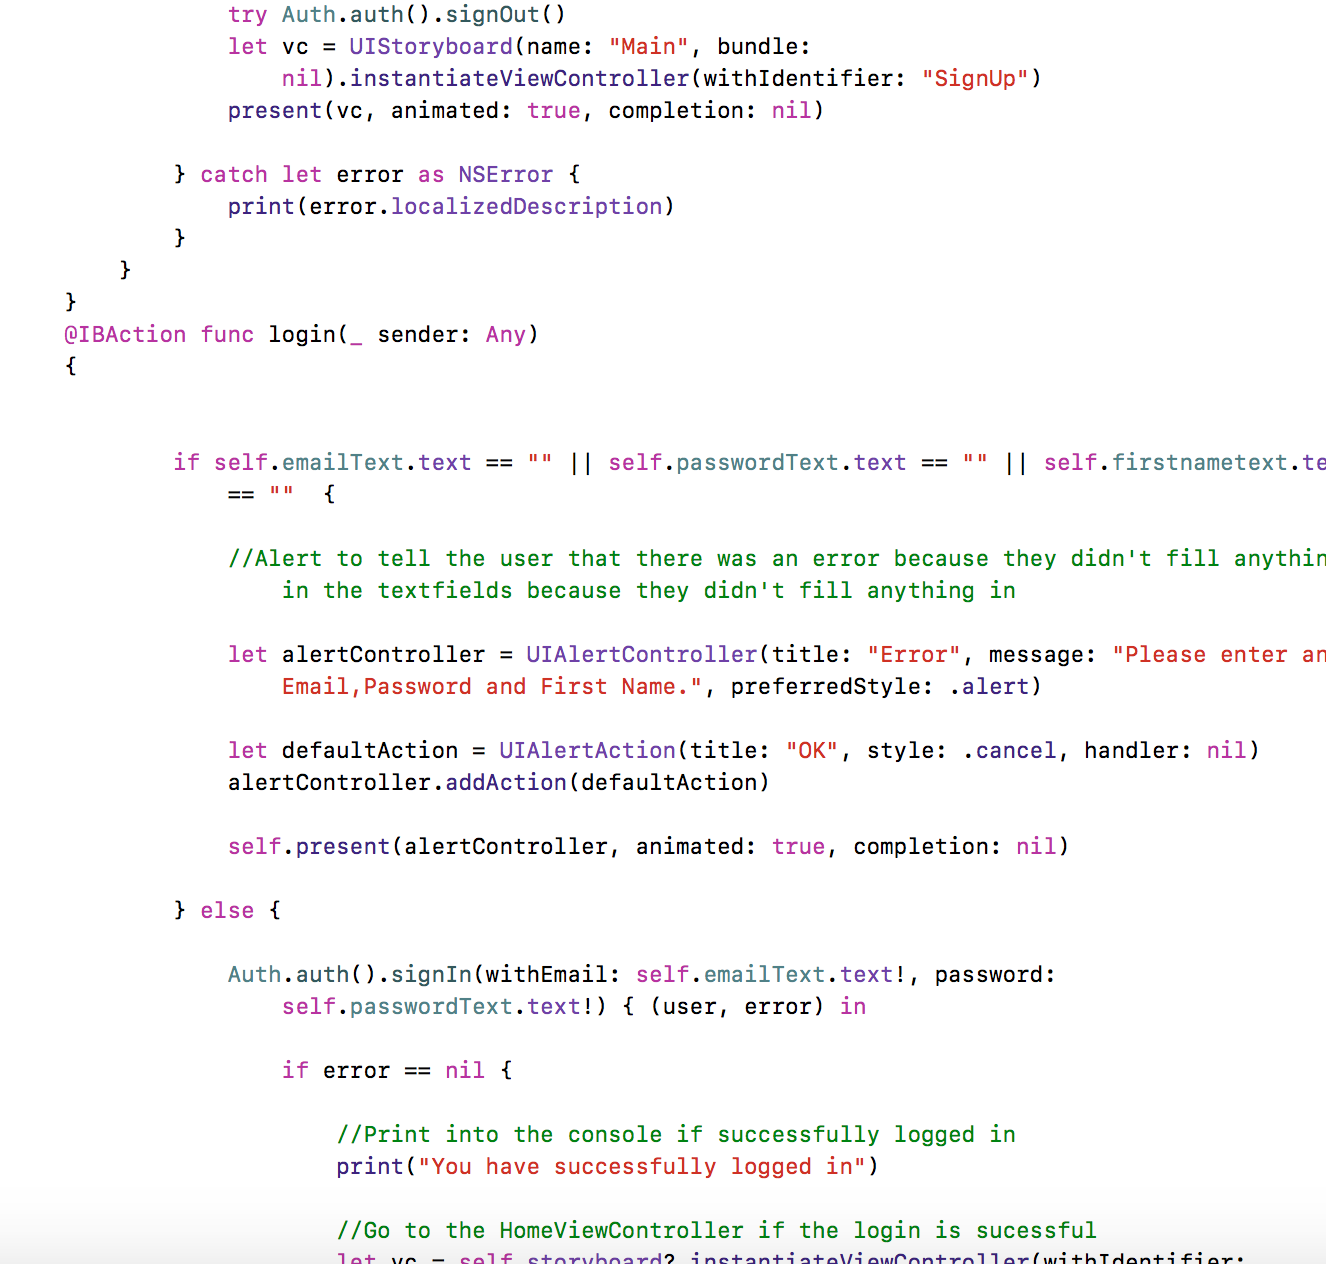 try Auth.auth().signOut()
let vc = UIStoryboard(name: "Main", bundle:
nil).instantiateViewController(withIdentifier: "SignUp")
present(vc, animated: true, completion: nil)
} catch let error as NSError {
print(error.localizedDescription)
}
}
}
@IBAction func login(_ sender: Any)
{
if self.emailText.text == "" || self.passwordText.text == "" || self.firstnametext.te
== "" {
//Alert to tell the user that there was an error because they didn't fill anythin
in the textfields because they didn't fill anything in
let alertController = UIAlertController(title: "Error", message: "Please enter an
Email,Password and First Name.", preferredStyle: .alert)
let defaultAction = UIAlertAction(title: "OK", style: .cancel, handler: nil)
alertController.addAction(defaultAction)
self.present(alertController, animated: true, completion: nil)
} else {
Auth.auth().signIn(withEmail: self.emailText.text!, password:
self.passwordText.text!) { (user, error) in
if error == nil {
//Print into the console if successfully logged in
print("You have successfully logged in")
//Go to the HomeViewController if the login is sucessful
let vc = self.storyboard?.instantiateViewController(withIdentifier: